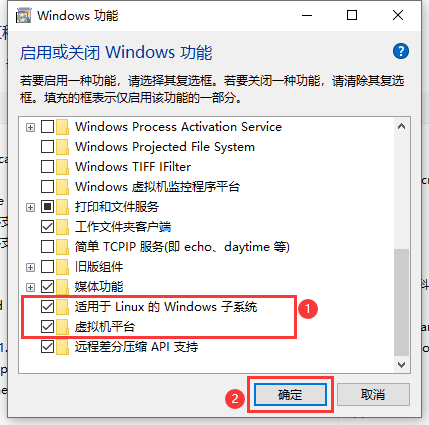 Windows 功能
启用或关闭 Windows 功能
若要启用一种功能，请选择其复选框。若要关闭一种功能，请清除其复选
框。填充的框表示仅启用该功能的一部分。
Windows Process Activation Service
Windows Projected File System
Windows TIFF IFilter
Windows 虚拟机监控程序平台
打印和文件服务
工作文件夹客户端
简单 TCPIP 服务(即 echo、daytime 等)
旧版组件
媒体功能
适用于 Linux 的 Windows 子系统
1
虚拟机平台
远程差分压缩 API 支持
2
确定
取消